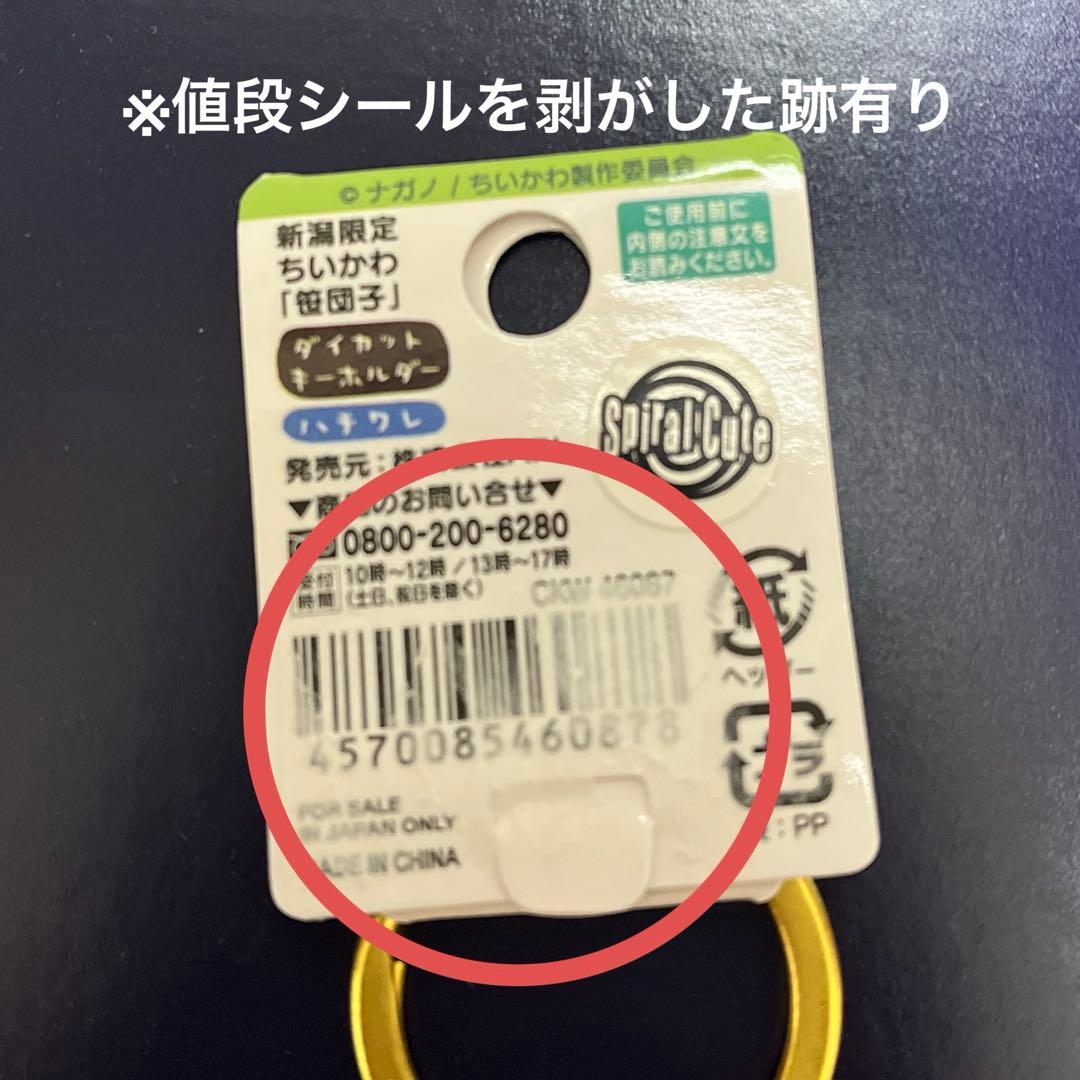 ※値段シールを剥がした跡有り
©ナガノ / ちいかわ製作委員会
新潟限定
ちいかわ
「笹団子」
ダイカット
キーホルダー
ハチワレ
ご使用前に
内側の注意文を
お読みください。
Spiral Cute
発売元:
▼商品のお問い合せ▼
0800-200-6280
受付時間
10時~12時 / 13時~17時
(土日、祝日を除く)
4570085460878
FOR SALE
IN JAPAN ONLY
MADE IN CHINA
紙
ヘッダー
プラ
: PP